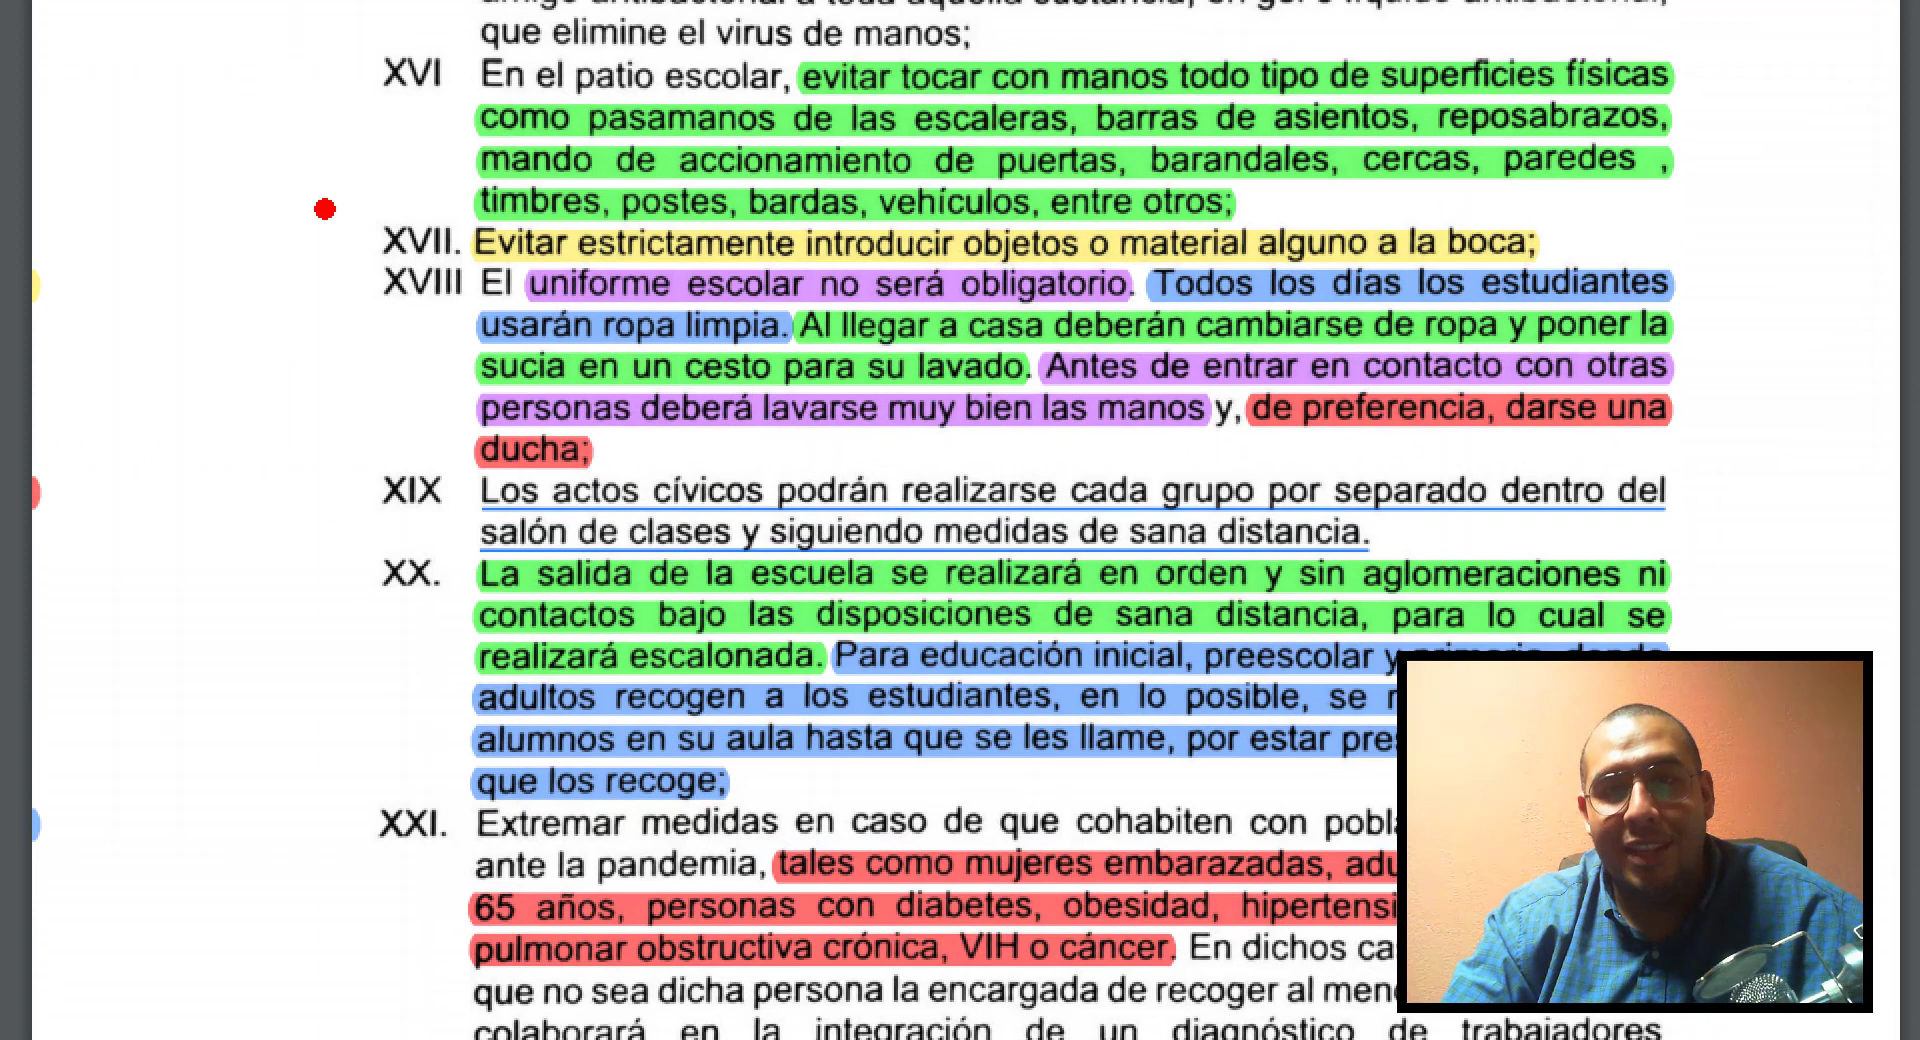 que elimine el virus de manos;
XVI En el patio escolar, evitar tocar con manos todo tipo de superficies físicas
como pasamanos de las escaleras, barras de asientos, reposabrazos,
mando de accionamiento de puertas, barandales, cercas, paredes ,
timbres, postes, bardas, vehículos, entre otros;
XVII. Evitar estrictamente introducir objetos o material alguno a la boca;
XVIII El uniforme escolar no será obligatorio. Todos los días los estudiantes
usarán ropa limpia. Al llegar a casa deberán cambiarse de ropa y poner la
sucia en un cesto para su lavado. Antes de entrar en contacto con otras
personas deberá lavarse muy bien las manos y, de preferencia, darse una
ducha;
XIX Los actos cívicos podrán realizarse cada grupo por separado dentro del
salón de clases y siguiendo medidas de sana distancia.
XX. La salida de la escuela se realizará en orden y sin aglomeraciones ni
contactos bajo las disposiciones de sana distancia, para lo cual se
realizará escalonada. Para educación inicial, preescolar y
adultos recogen a los estudiantes, en lo posible, se
alumnos en su aula hasta que se les llame, por estar
que los recoge;
XXI. Extremar medidas en caso de que cohabiten con
ante la pandemia, tales como mujeres embarazadas,
65 años, personas con diabetes, obesidad,
pulmonar obstructiva crónica, VIH o cáncer. En dichos
que no sea dicha persona la encargada de recoger al
colaborará en la integración de un diagnóstico de trabajadores